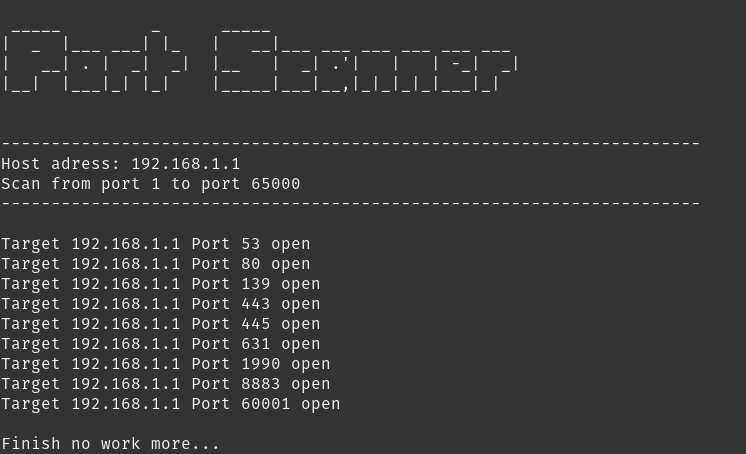 Port Scanner
----------------------------------------------------------------------
Host adress: 192.168.1.1
Scan from port 1 to port 65000
----------------------------------------------------------------------
Target 192.168.1.1 Port 53 open
Target 192.168.1.1 Port 80 open
Target 192.168.1.1 Port 139 open
Target 192.168.1.1 Port 443 open
Target 192.168.1.1 Port 445 open
Target 192.168.1.1 Port 631 open
Target 192.168.1.1 Port 1990 open
Target 192.168.1.1 Port 8883 open
Target 192.168.1.1 Port 60001 open
Finish no work more...